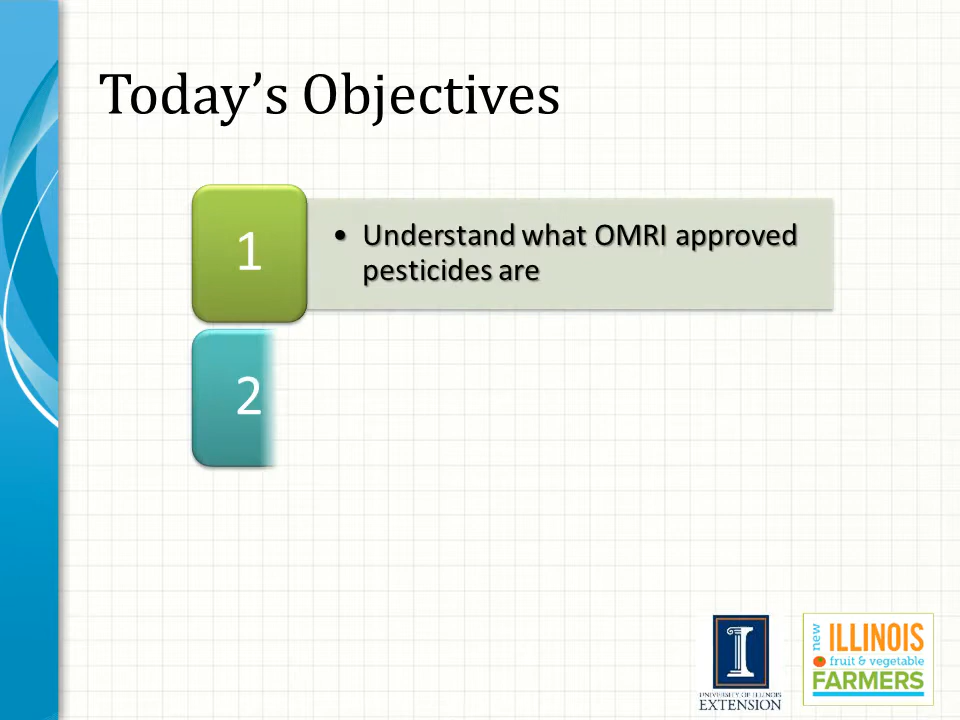 Today’s Objectives
1
• Understand what OMRI approved
pesticides are
2
UNIVERSITY OF ILLINOIS
EXTENSION
new
ILLINOIS
fruit & vegetable
FARMERS